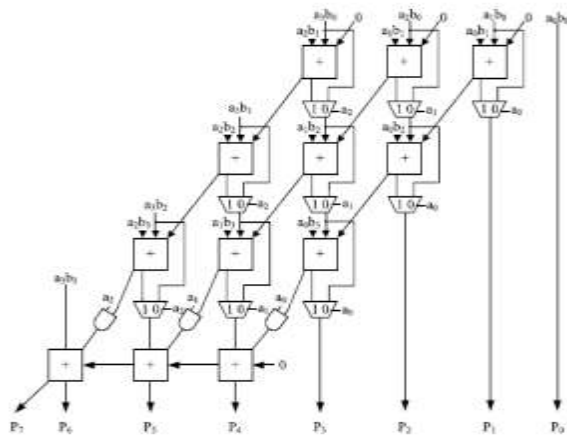 a₃b₀ a₂b₀ a₁b₀ a₀b₀
a₂b₁ 0 a₁b₁ 0 a₀b₁ 0
+ + +
1 0 a₂ 1 0 a₁ 1 0 a₀
a₃b₁
a₂b₂ a₁b₂ a₀b₂
+ + +
1 0 a₂ 1 0 a₁ 1 0 a₀
a₃b₂
a₂b₃ a₁b₃ a₀b₃
+ + +
a₃b₃ a₂ a₁ a₀
1 0 a₂ 1 0 a₁ 1 0 a₀
+ + + 0
P₇ P₆ P₅ P₄ P₃ P₂ P₁ P₀